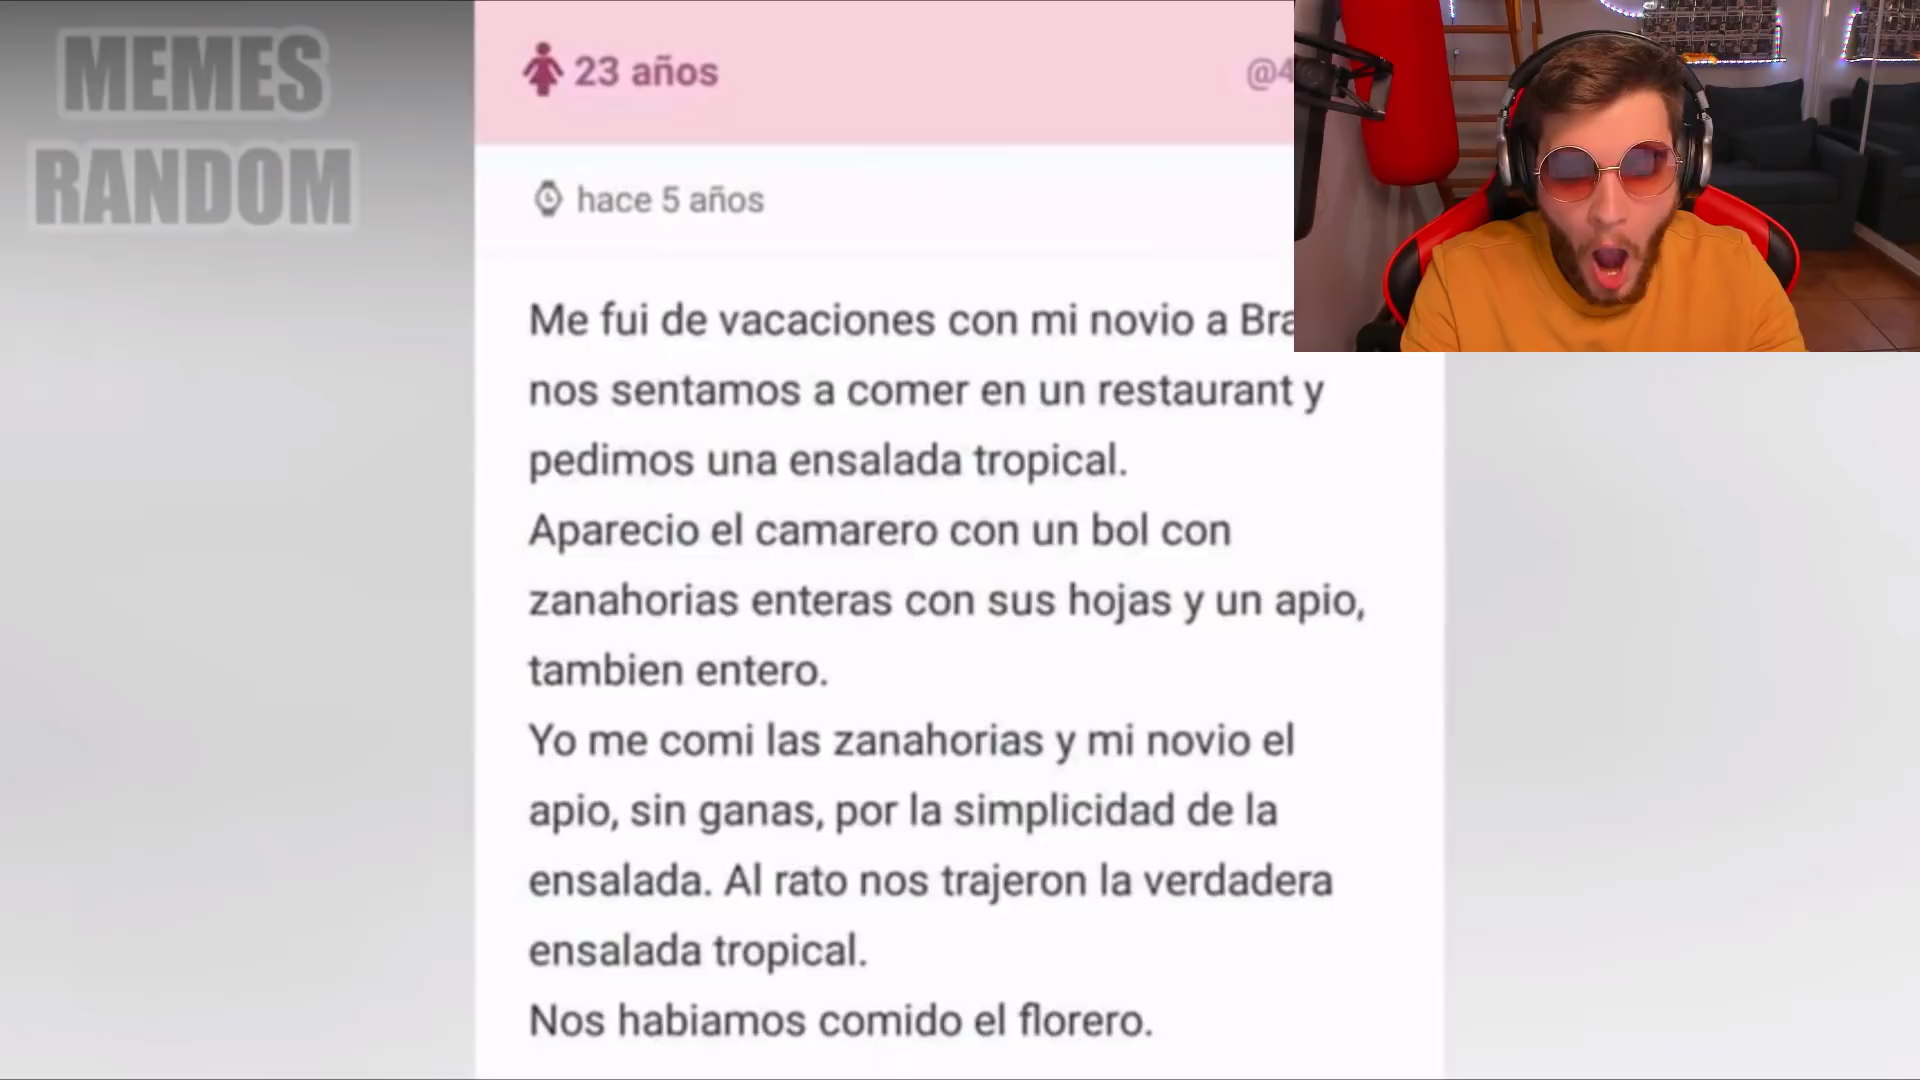 MEMES
RANDOM
23 años
@4
hace 5 años
Me fui de vacaciones con mi novio a
nos sentamos a comer en un restaurant y
pedimos una ensalada tropical.
Aparecio el camarero con un bol con
zanahorias enteras con sus hojas y un apio,
tambien entero.
Yo me comi las zanahorias y mi novio el
apio, sin ganas, por la simplicidad de la
ensalada. Al rato nos trajeron la verdadera
ensalada tropical.
Nos habiamos comido el florero.